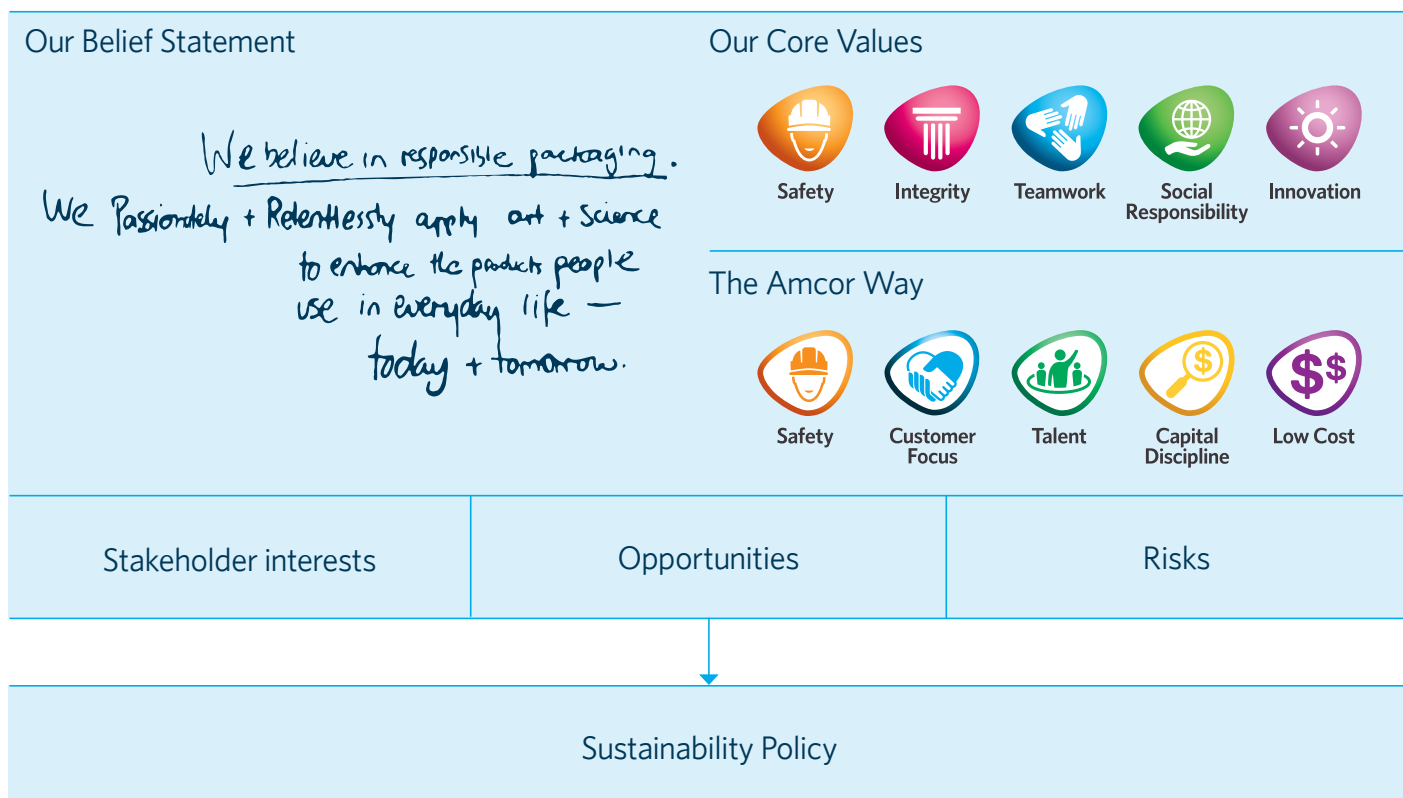 Our Belief Statement
We believe in responsible packaging.
We Passionately + Relentlessly apply art + science
to enhance the products people
use in everyday life —
today + tomorrow.
Our Core Values
Safety
Integrity
Teamwork
Social
Responsibility
Innovation
The Amcor Way
Safety
Customer
Focus
Talent
Capital
Discipline
Low Cost
Stakeholder interests
Opportunities
Risks
Sustainability Policy